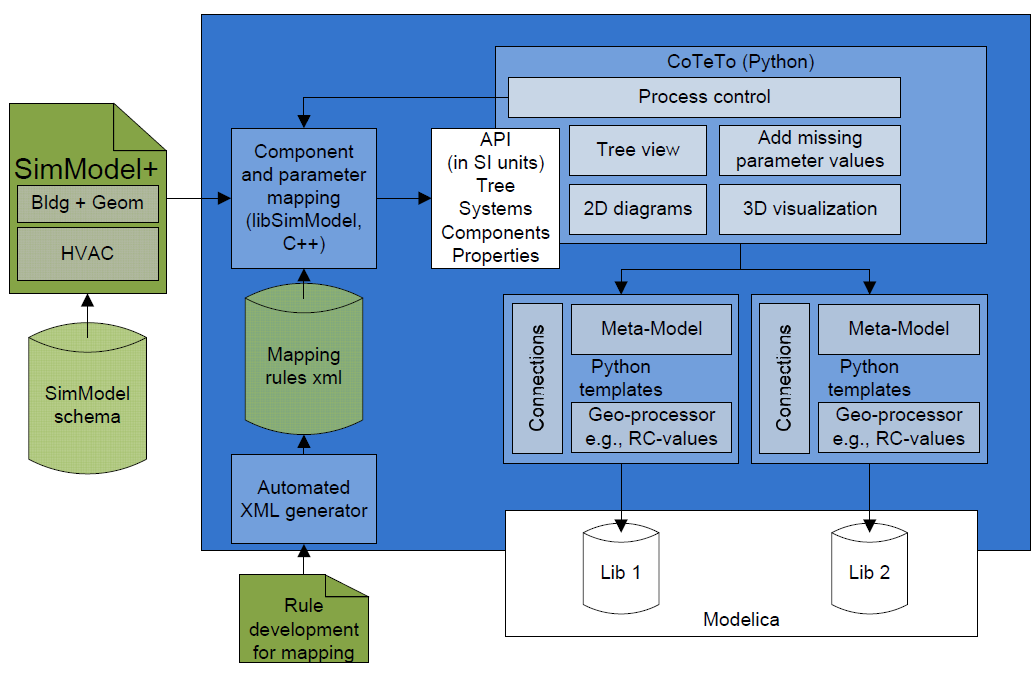 CoTeTo (Python)
Process control
Tree view
Add missing
parameter values
2D diagrams
3D visualization
SimModel+
Bldg + Geom
HVAC
Component
and parameter
mapping
(libSimModel,
C++)
API
(in SI units)
Tree
Systems
Components
Properties
SimModel
schema
Mapping
rules xml
Automated
XML generator
Rule
development
for mapping
Connections
Meta-Model
Python
templates
Geo-processor
e.g., RC-values
Connections
Meta-Model
Python
templates
Geo-processor
e.g., RC-values
Lib 1
Lib 2
Modelica